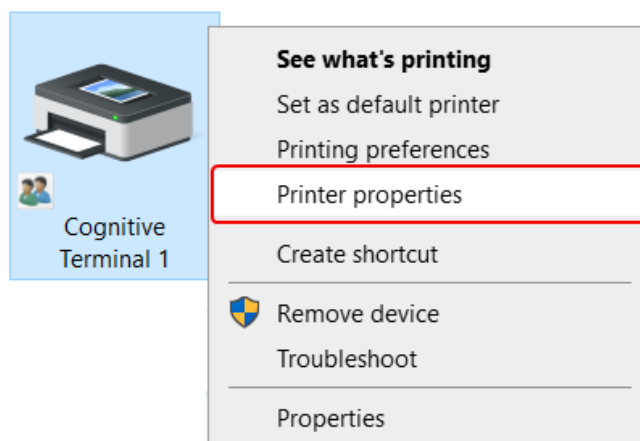 See what's printing
Set as default printer
Printing preferences
Printer properties
Cognitive
Terminal 1
Create shortcut
Remove device
Troubleshoot
Properties